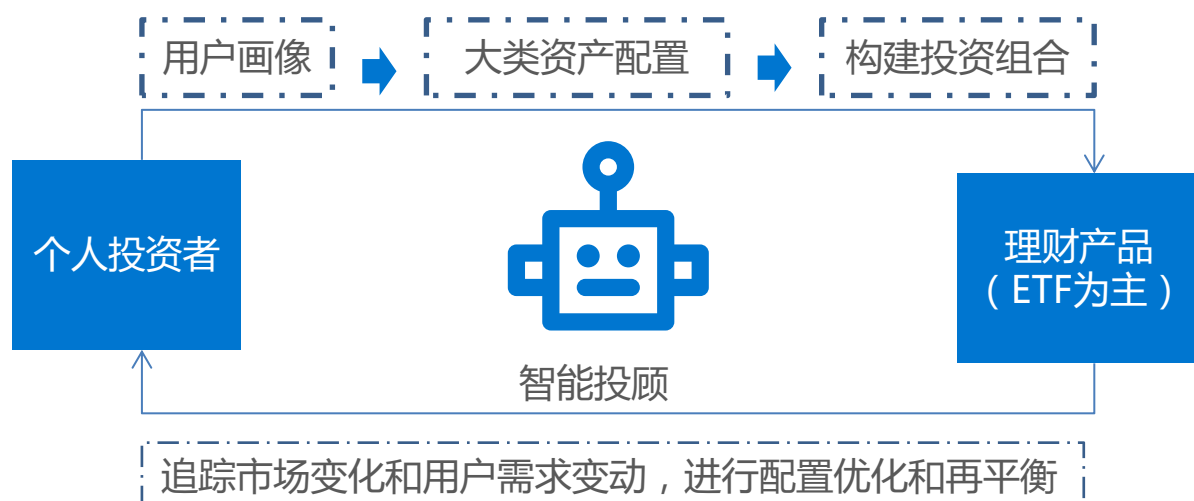 用户画像
大类资产配置
构建投资组合
个人投资者
理财产品
（ETF为主）
智能投顾
追踪市场变化和用户需求变动，进行配置优化和再平衡